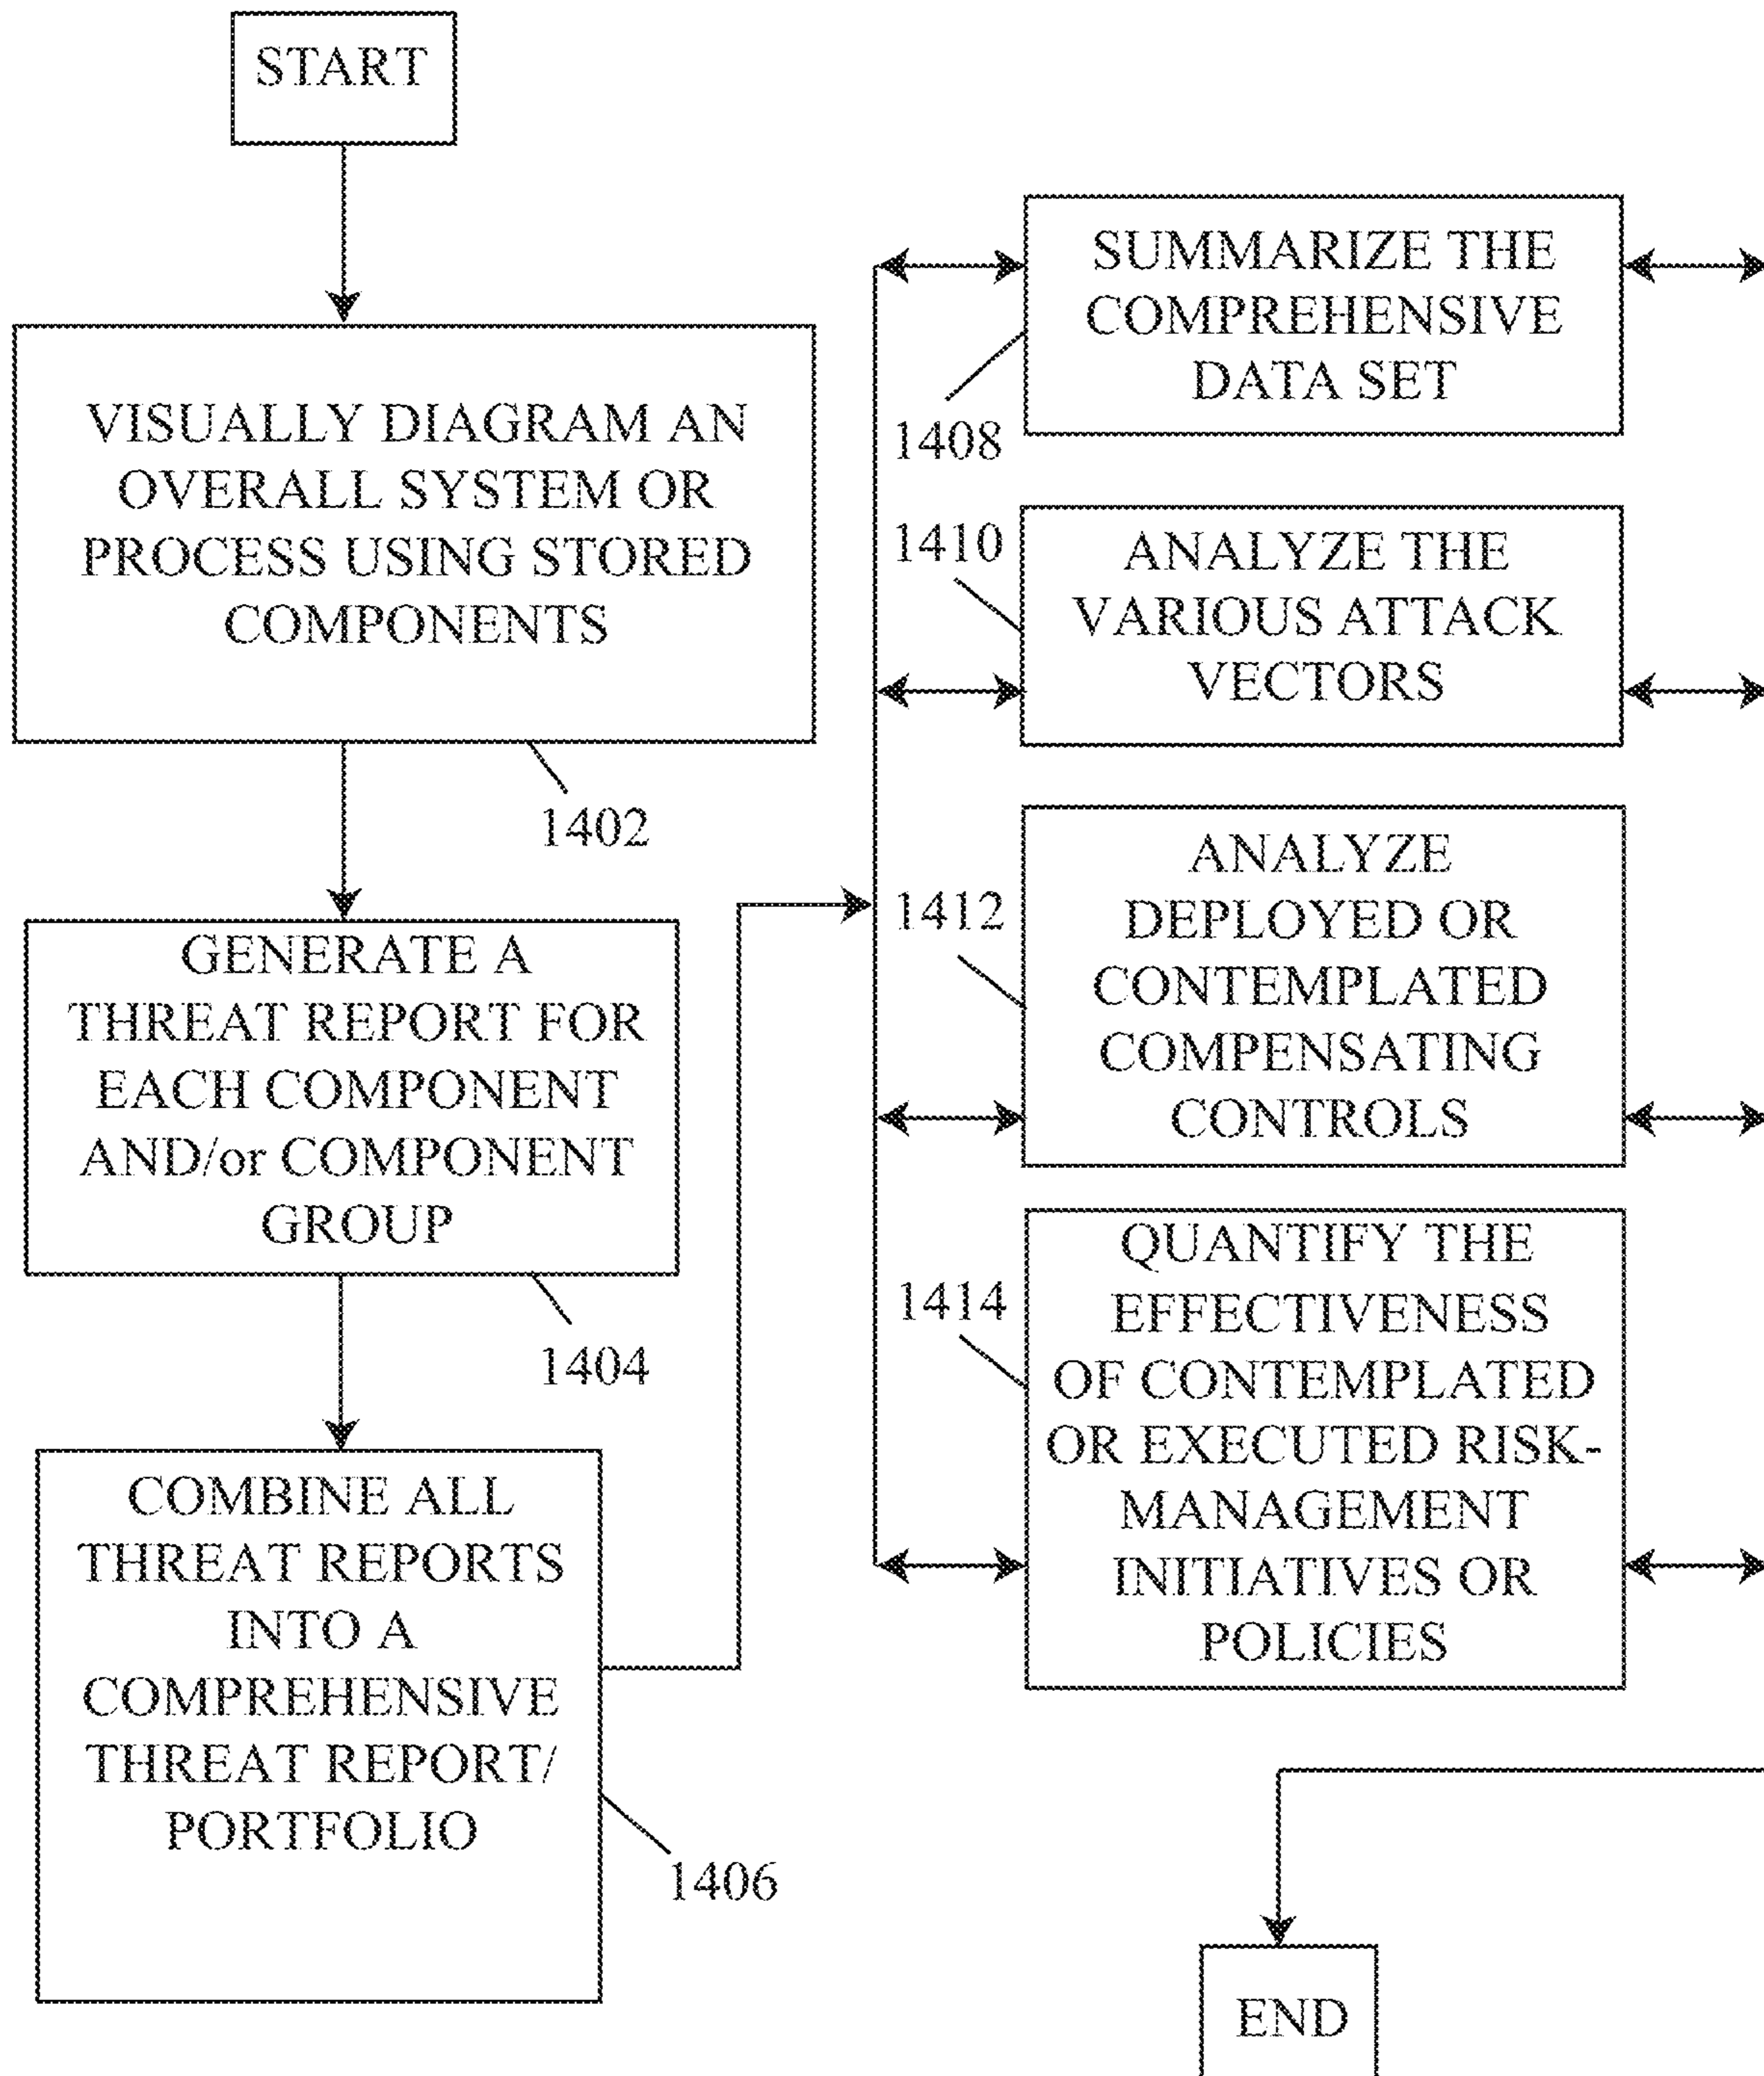 START
VISUALLY DIAGRAM AN
OVERALL SYSTEM OR
PROCESS USING STORED
COMPONENTS
1402
GENERATE A
THREAT REPORT FOR
EACH COMPONENT
AND/or COMPONENT
GROUP
1404
COMBINE ALL
THREAT REPORTS
INTO A
COMPREHENSIVE
THREAT REPORT/
PORTFOLIO
1406
SUMMARIZE THE
COMPREHENSIVE
DATA SET
1408
1410
ANALYZE THE
VARIOUS ATTACK
VECTORS
1412
ANALYZE
DEPLOYED OR
CONTEMPLATED
COMPENSATING
CONTROLS
1414
QUANTIFY THE
EFFECTIVENESS
OF CONTEMPLATED
OR EXECUTED RISK-
MANAGEMENT
INITIATIVES OR
POLICIES
END